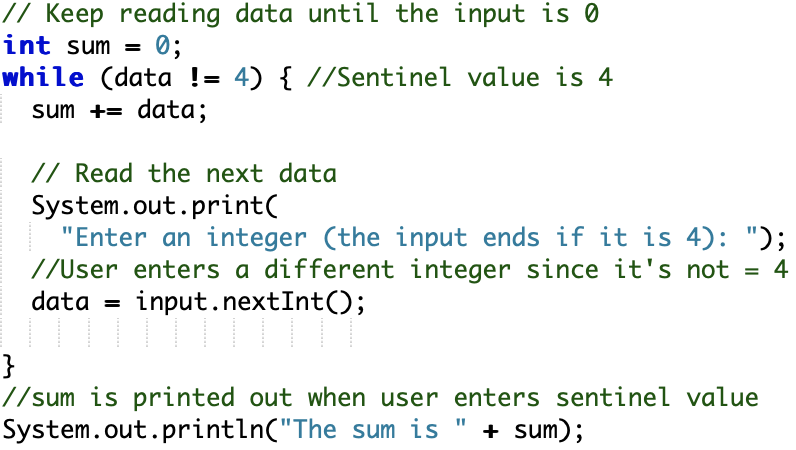 // Keep reading data until the input is 0
int sum = 0;
while (data != 4) { //Sentinel value is 4
sum += data;
// Read the next data
System.out.print(
"Enter an integer (the input ends if it is 4): ");
//User enters a different integer since it's not = 4
data = input.nextInt();
}
//sum is printed out when user enters sentinel value
System.out.println("The sum is " + sum);